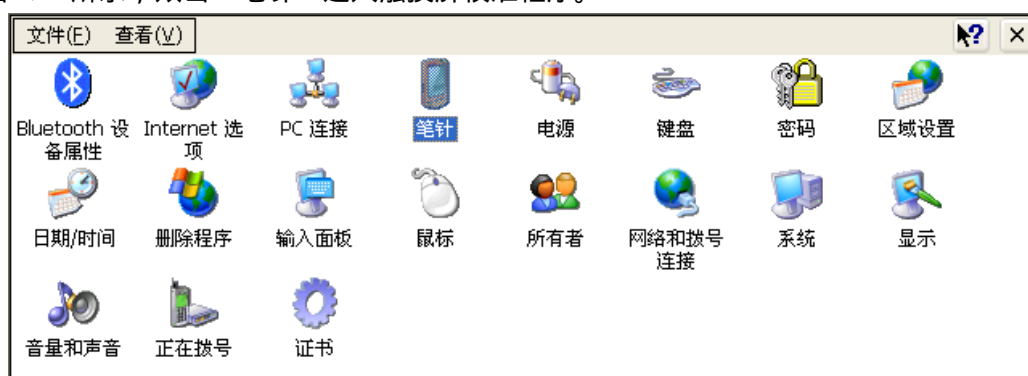 文件(F) 查看(V)
Bluetooth 设 Internet 选 PC 连接 笔针 电源 键盘 密码 区域设置
备属性 项
日期/时间 删除程序 输入面板 鼠标 所有者 网络和拨号 系统 显示
连接
音量和声音 正在拨号 证书